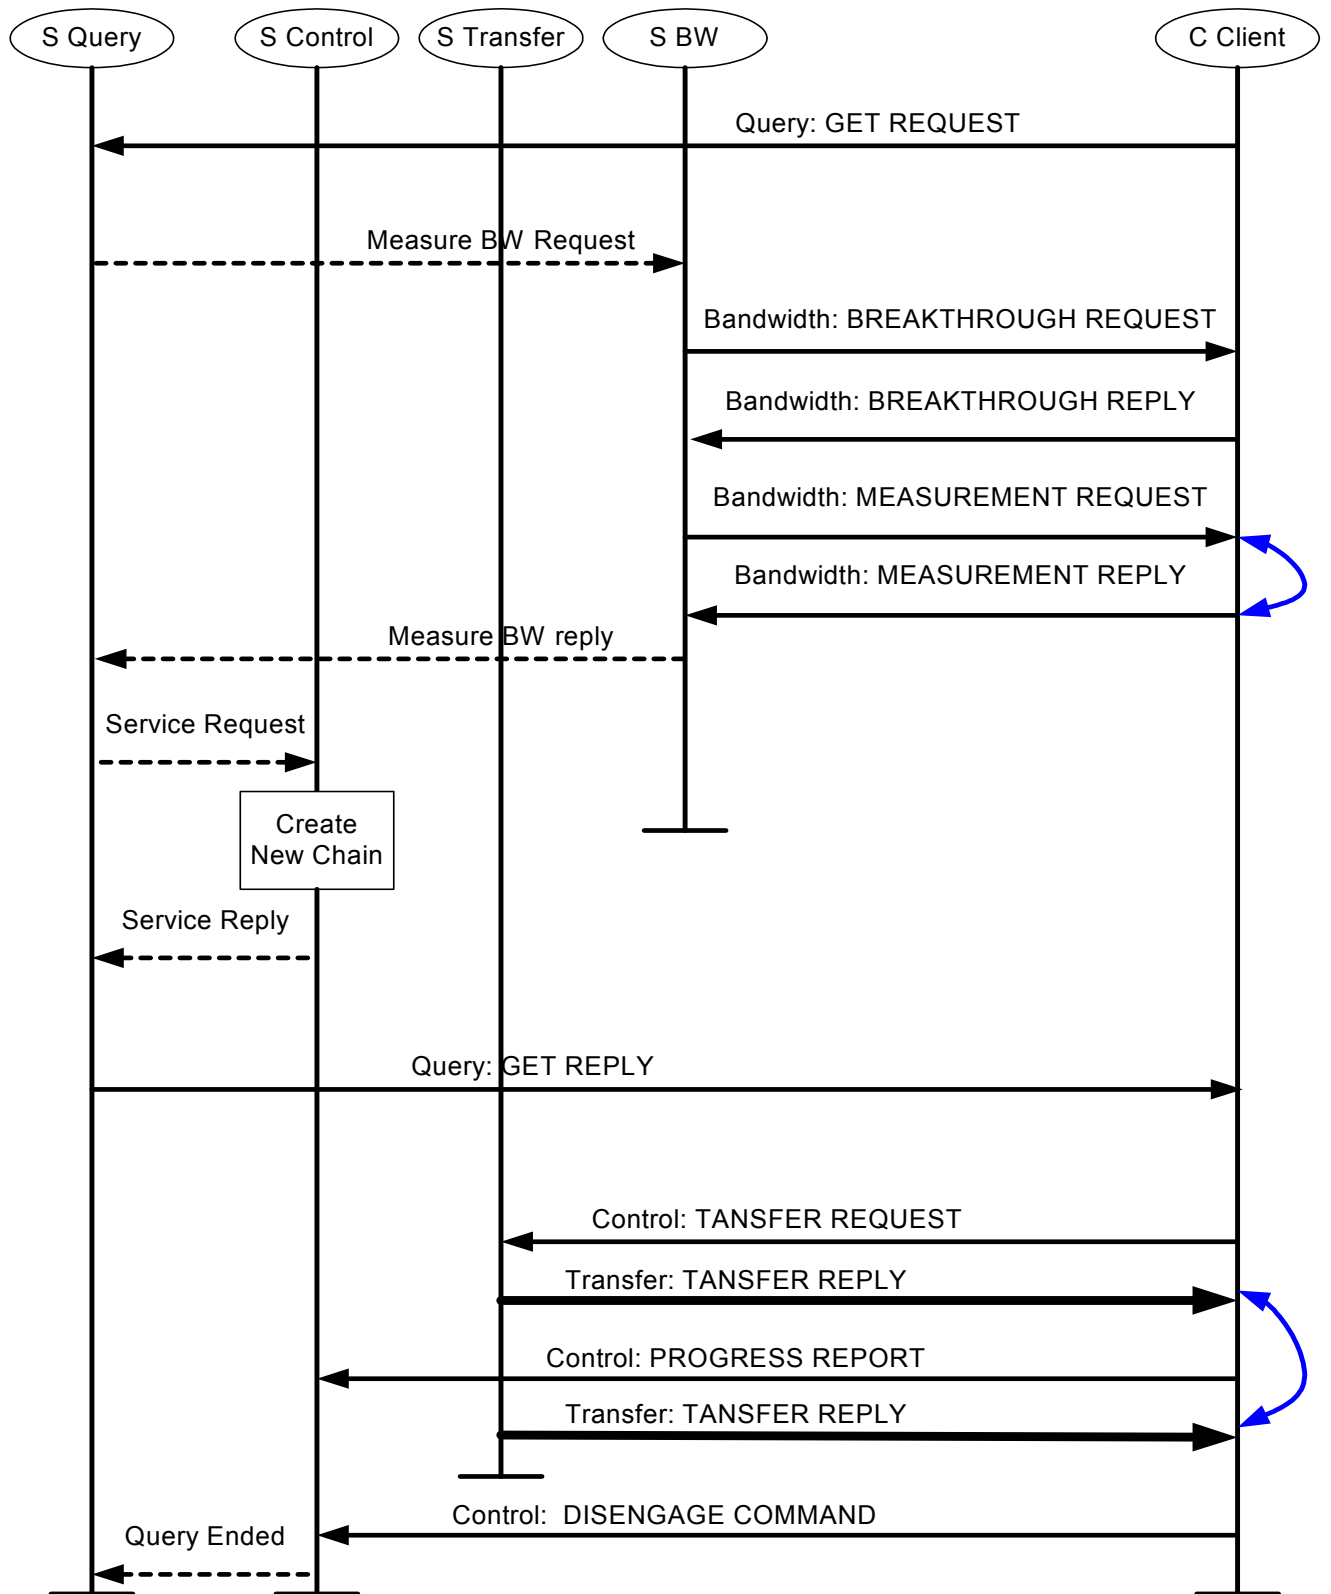 S Query
S Control
S Transfer
S BW
C Client
Query: GET REQUEST
Measure BW Request
Bandwidth: BREAKTHROUGH REQUEST
Bandwidth: BREAKTHROUGH REPLY
Bandwidth: MEASUREMENT REQUEST
Bandwidth: MEASUREMENT REPLY
Measure BW reply
Service Request
Create
New Chain
Service Reply
Query: GET REPLY
Control: TANSFER REQUEST
Transfer: TANSFER REPLY
Control: PROGRESS REPORT
Transfer: TANSFER REPLY
Control: DISENGAGE COMMAND
Query Ended